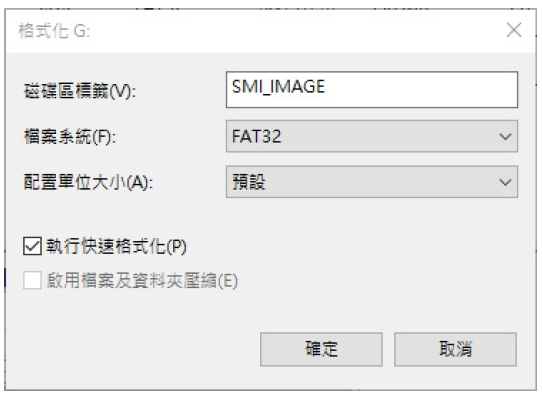 格式化 G:
磁碟區標籤(V): SMI_IMAGE
檔案系統(F): FAT32
配置單位大小(A): 預設
執行快速格式化(P)
啟用檔案及資料夾壓縮(E)
確定 取消